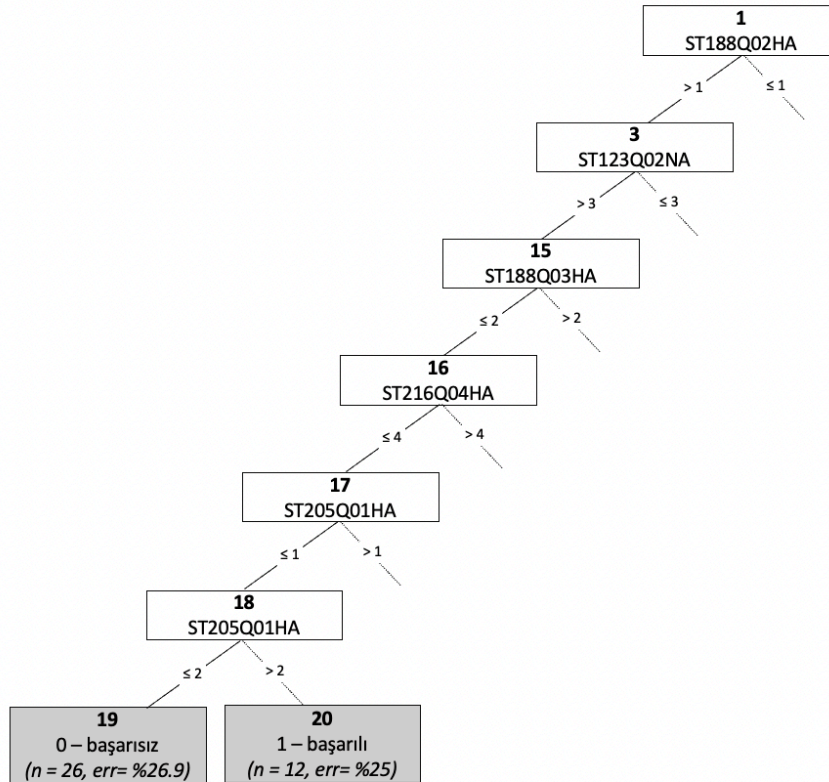 1
ST188Q02HA
> 1
≤ 1
3
ST123Q02NA
> 3
≤ 3
15
ST188Q03HA
≤ 2
> 2
16
ST216Q04HA
≤ 4
> 4
17
ST205Q01HA
≤ 1
> 1
18
ST205Q01HA
≤ 2
> 2
19
0 – başarısız
(n = 26, err= %26.9)
20
1 – başarılı
(n = 12, err= %25)